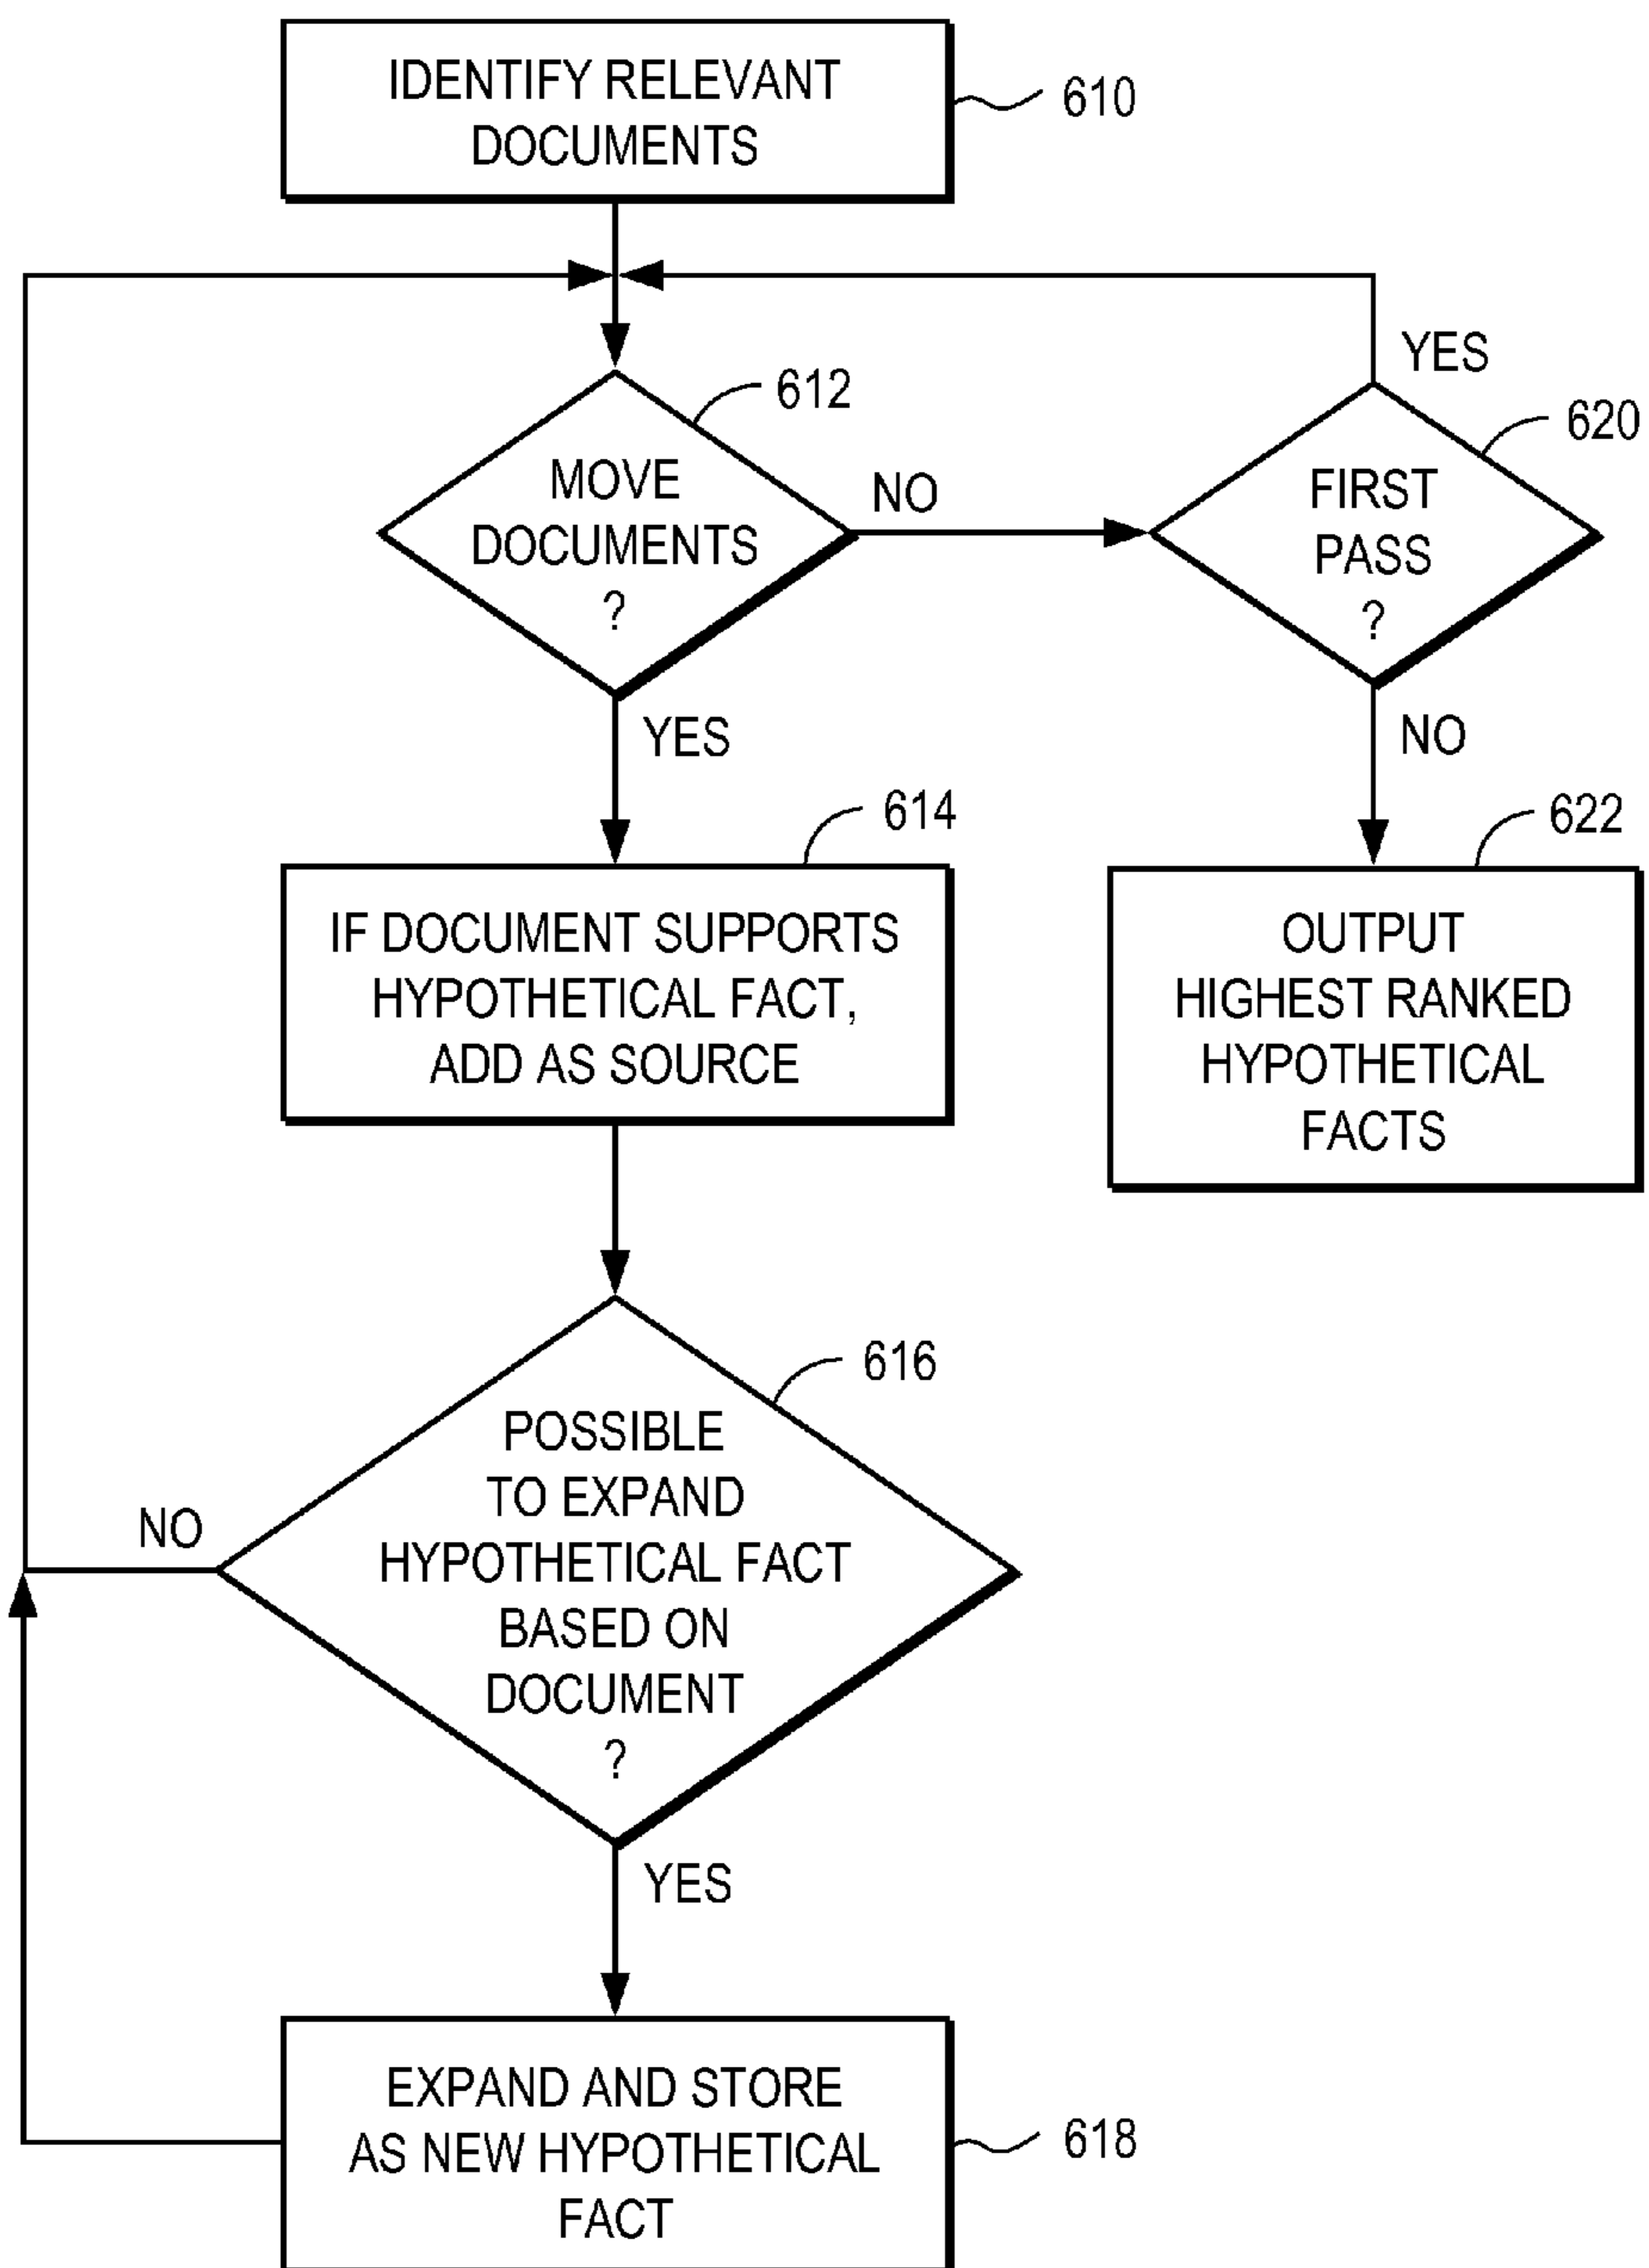 IDENTIFY RELEVANT
DOCUMENTS
610
YES
612
620
MOVE
DOCUMENTS
?
NO
FIRST
PASS
?
YES
NO
614
622
IF DOCUMENT SUPPORTS
HYPOTHETICAL FACT,
ADD AS SOURCE
OUTPUT
HIGHEST RANKED
HYPOTHETICAL
FACTS
616
POSSIBLE
TO EXPAND
HYPOTHETICAL FACT
BASED ON
DOCUMENT
?
NO
YES
EXPAND AND STORE
AS NEW HYPOTHETICAL
FACT
618